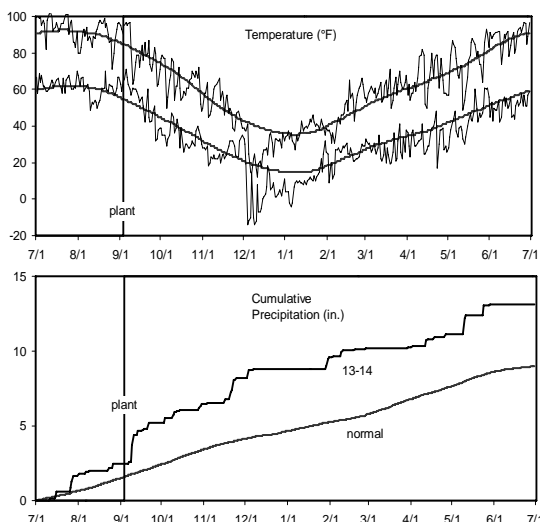 100
Temperature (°F)
80
60
40
20
0
plant
-20
7/1 8/1 9/1 10/1 11/1 12/1 1/1 2/1 3/1 4/1 5/1 6/1 7/1
15
Cumulative
Precipitation (in.)
10
13-14
plant
5
normal
0
7/1 8/1 9/1 10/1 11/1 12/1 1/1 2/1 3/1 4/1 5/1 6/1 7/1